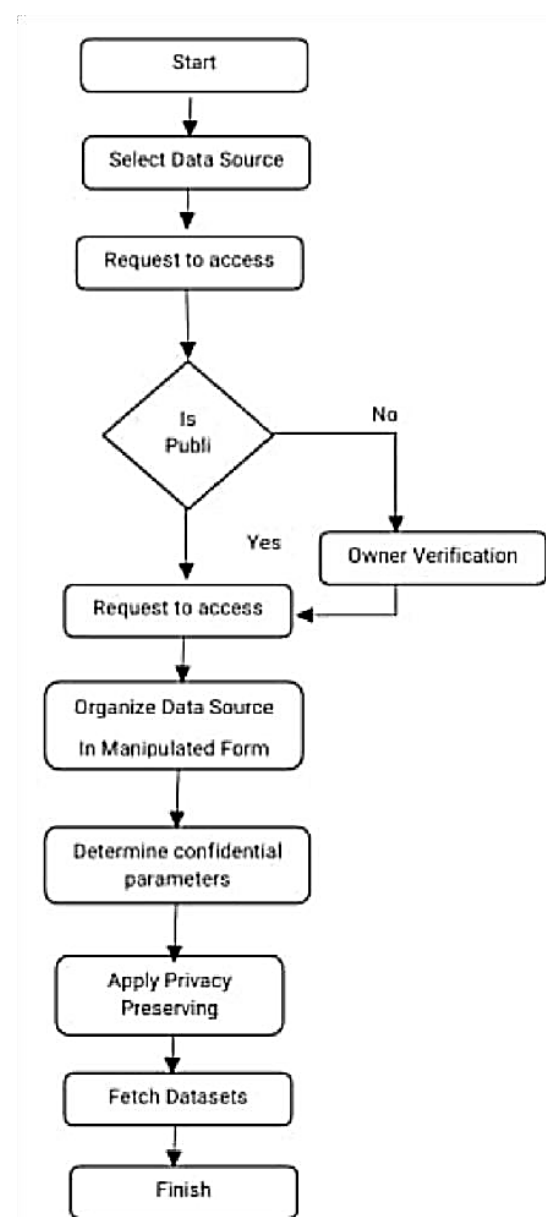 Start
Select Data Source
Request to access
Is
Publi
No
Yes
Owner Verification
Request to access
Organize Data Source
In Manipulated Form
Determine confidential
parameters
Apply Privacy
Preserving
Fetch Datasets
Finish